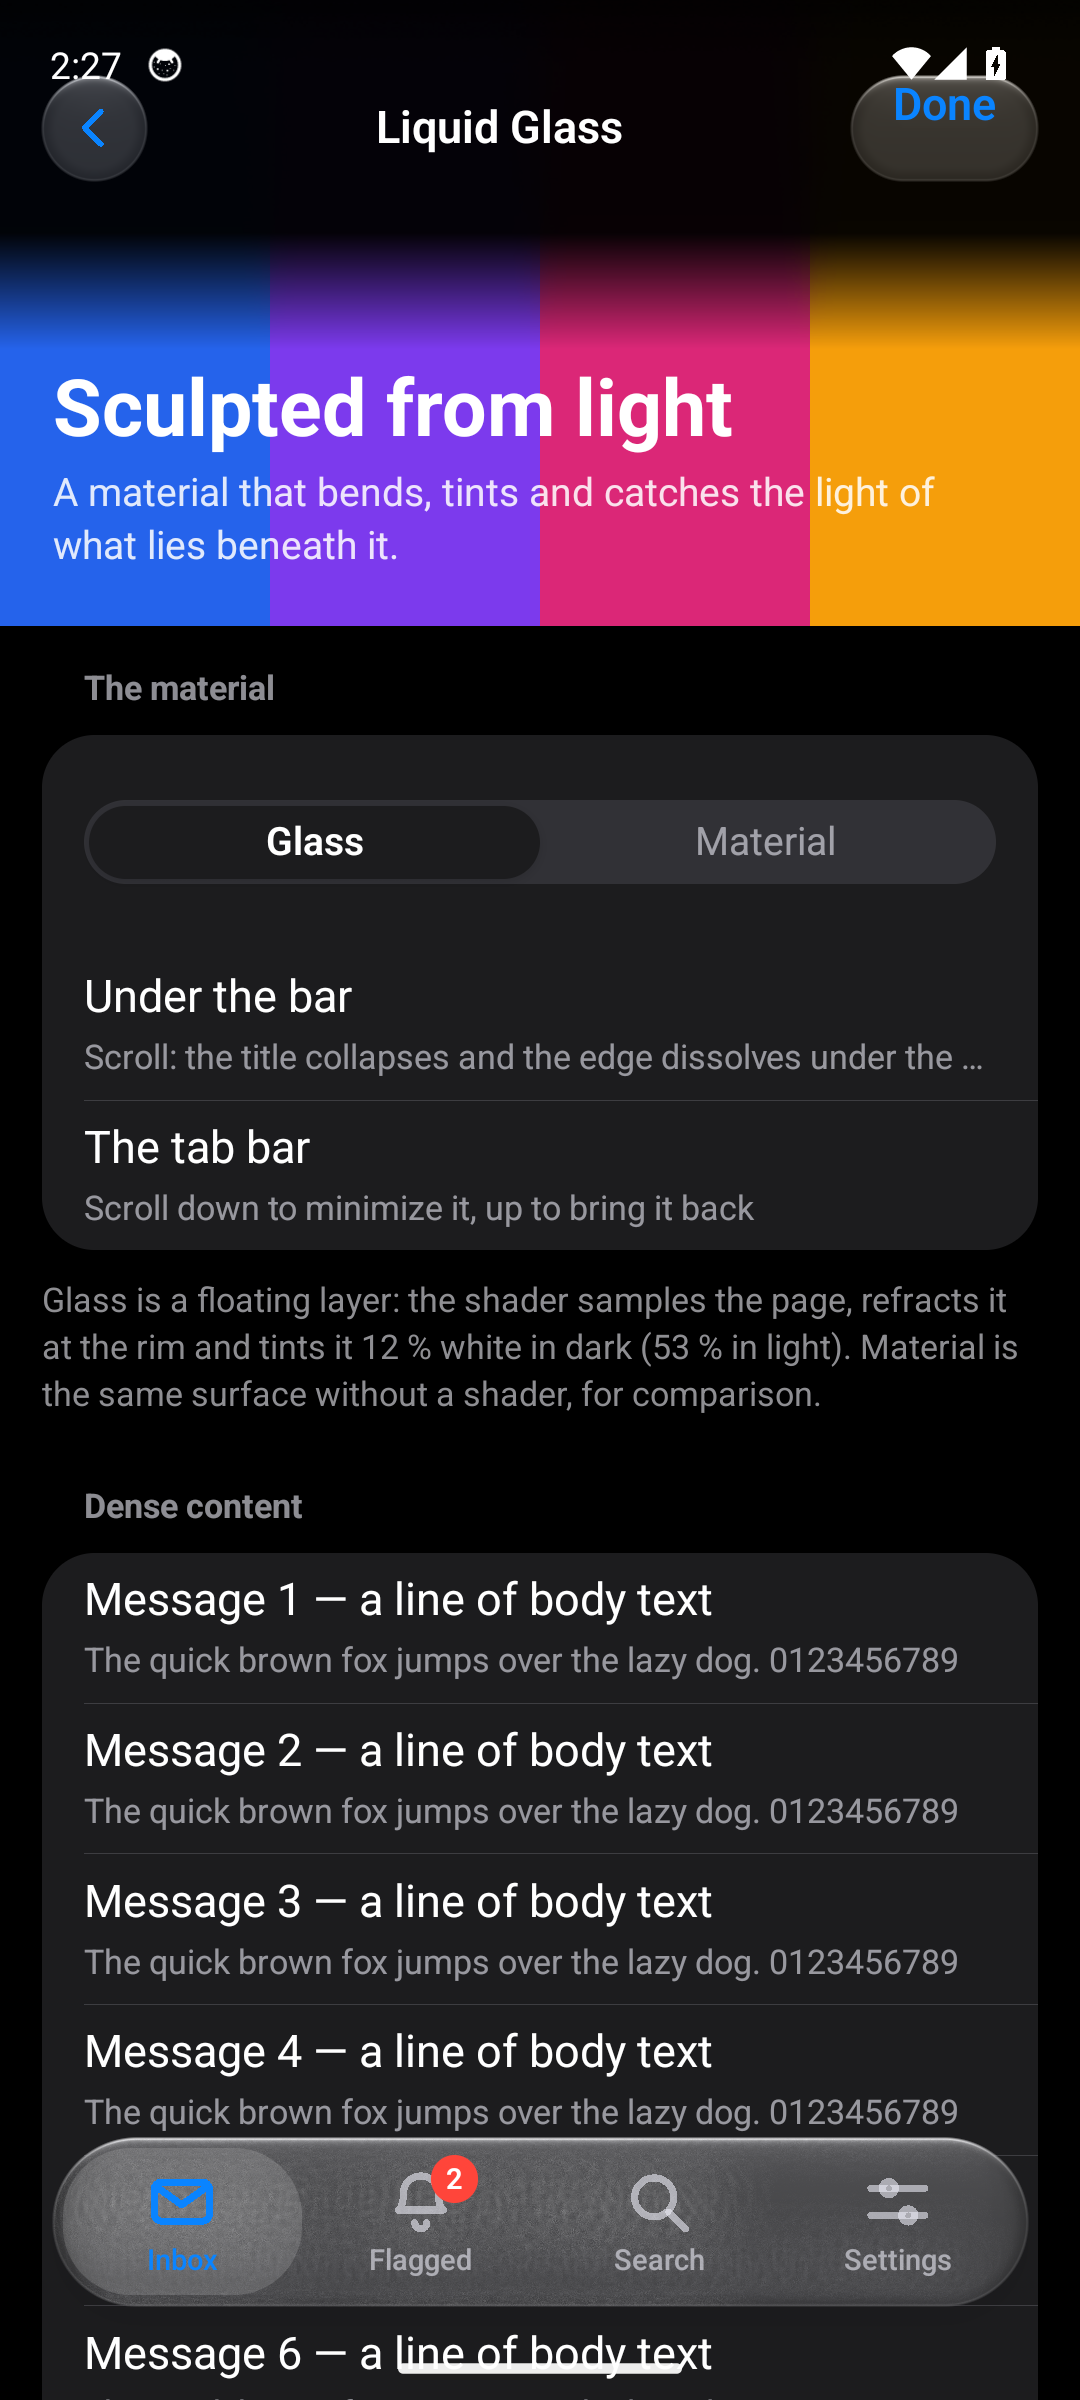 2:27
Liquid Glass
Done
Sculpted from light
A material that bends, tints and catches the light of
what lies beneath it.
The material
Glass
Material
Under the bar
Scroll: the title collapses and the edge dissolves under the ...
The tab bar
Scroll down to minimize it, up to bring it back
Glass is a floating layer: the shader samples the page, refracts it
at the rim and tints it 12 % white in dark (53 % in light). Material is
the same surface without a shader, for comparison.
Dense content
Message 1 — a line of body text
The quick brown fox jumps over the lazy dog. 0123456789
Message 2 — a line of body text
The quick brown fox jumps over the lazy dog. 0123456789
Message 3 — a line of body text
The quick brown fox jumps over the lazy dog. 0123456789
Message 4 — a line of body text
The quick brown fox jumps over the lazy dog. 0123456789
2
Inbox
Flagged
Search
Settings
Message 6 — a line of body text